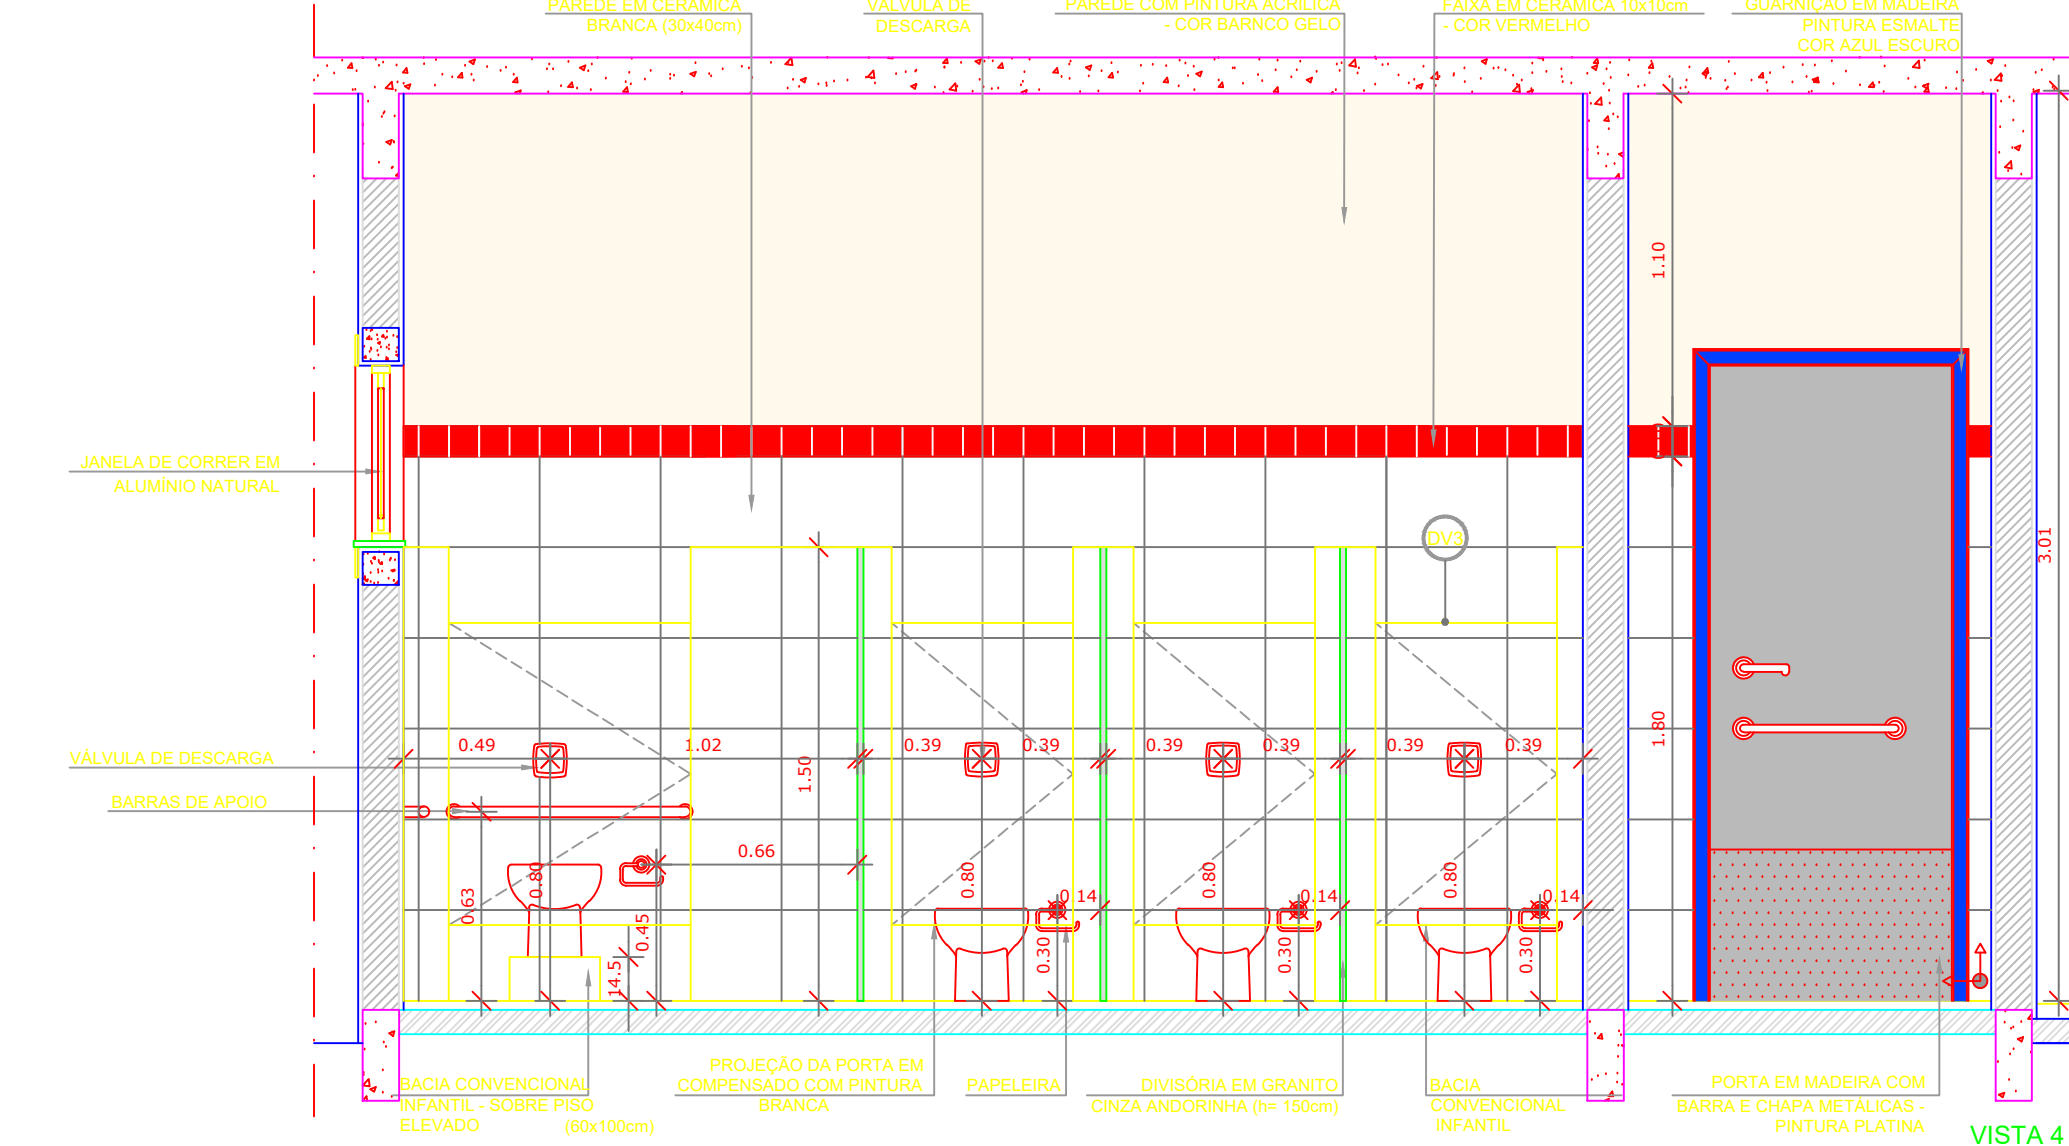 PAREDE EM CERÂMICA
BRANCA (30x40cm)
VÁLVULA DE
DESCARGA
PAREDE COM PINTURA ACRÍLICA
- COR BARNCO GELO
FAIXA EM CERÂMICA 10x10cm
- COR VERMELHO
GUARNIÇÃO EM MADEIRA
PINTURA ESMALTE
COR AZUL ESCURO
1.10
JANELA DE CORRER EM
ALUMÍNIO NATURAL
DV3
3.01
1.80
VÁLVULA DE DESCARGA
0.49
1.02
1.50
0.39
0.39
0.39
0.39
0.39
0.39
BARRAS DE APOIO
0.66
0.63
0.80
0.45
14.5
0.80
0.14
0.30
0.80
0.14
0.30
0.80
0.14
0.30
BACIA CONVENCIONAL
INFANTIL - SOBRE PISO
ELEVADO (60x100cm)
PROJEÇÃO DA PORTA EM
COMPENSADO COM PINTURA
BRANCA
PAPELEIRA
DIVISÓRIA EM GRANITO
CINZA ANDORINHA (h= 150cm)
BACIA
CONVENCIONAL
INFANTIL
PORTA EM MADEIRA COM
BARRA E CHAPA METÁLICAS -
PINTURA PLATINA
VISTA 4